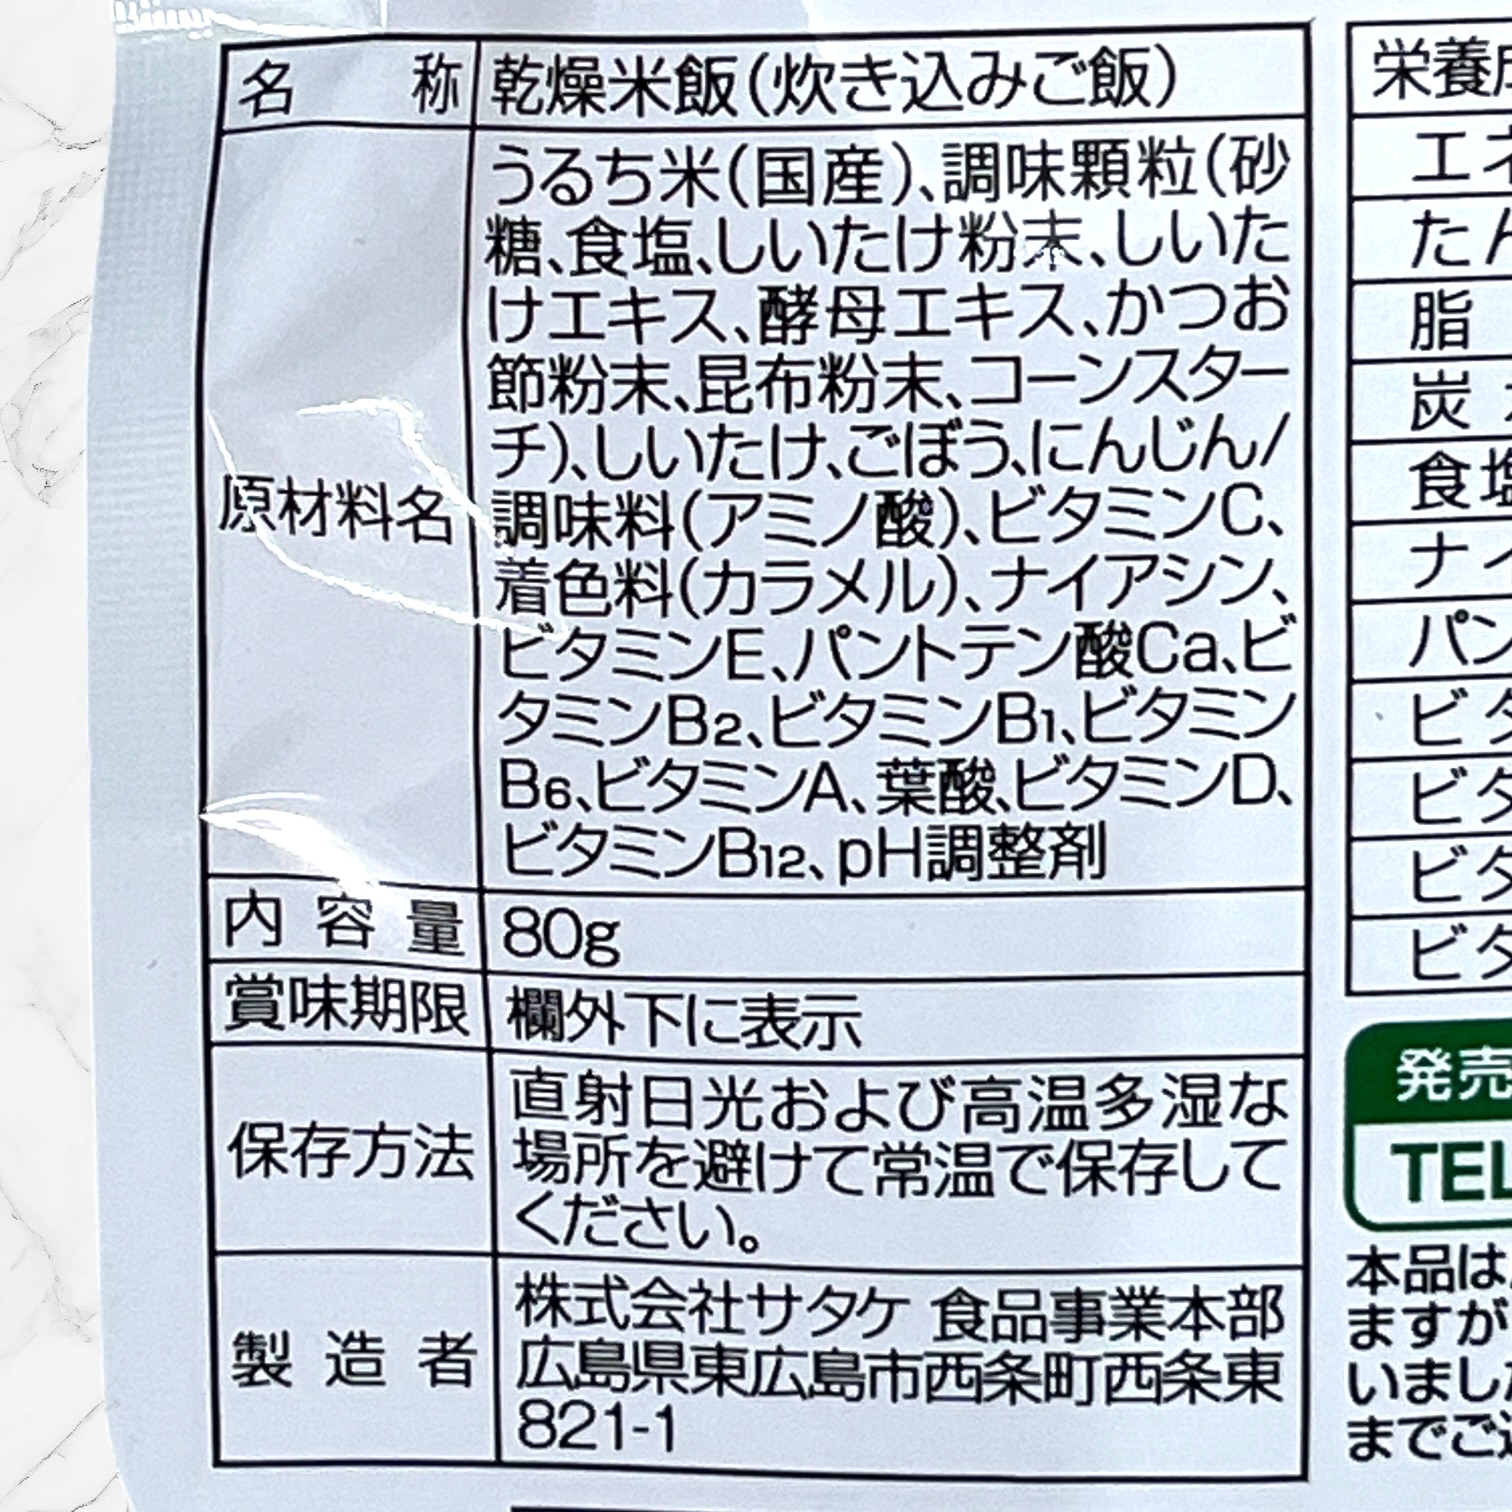 名称 乾燥米飯(炊き込みご飯)
原材料名
うるち米(国産)、調味顆粒(砂
糖、食塩、しいたけ粉末、しいた
けエキス、酵母エキス、かつお
節粉末、昆布粉末、コーンスター
チ)、しいたけ、ごぼう、にんじん/
調味料(アミノ酸)、ビタミンC、
着色料(カラメル)、ナイアシン、
ビタミンE、パントテン酸Ca、ビ
タミンB2、ビタミンB1、ビタミン
B6、ビタミンA、葉酸、ビタミンD、
ビタミンB12、pH調整剤
内容量 80g
賞味期限 欄外下に表示
保存方法
直射日光および高温多湿な
場所を避けて常温で保存して
ください。
製造者
株式会社サタケ 食品事業本部
広島県東広島市西条町西条東
821-1
栄養
エネ
たん
脂
炭
食塩
ナイ
パン
ビタ
ビタ
ビタ
ビタ
発売
TEL
本品は
ますが
いまし
までご